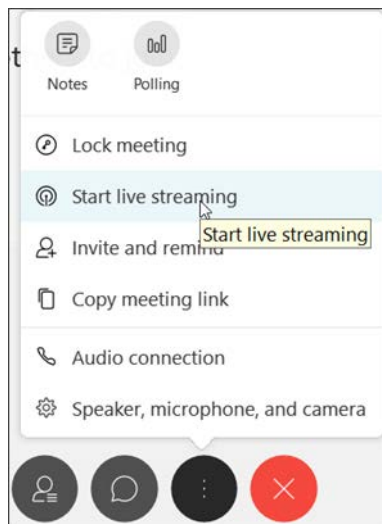 Notes
Polling
Lock meeting
Start live streaming
Start live streaming
Invite and remind
Copy meeting link
Audio connection
Speaker, microphone, and camera